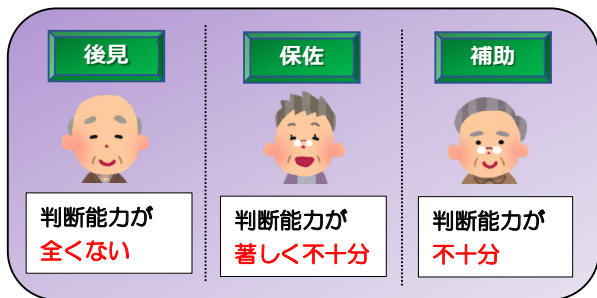 後見
判断能力が
全くない
保佐
判断能力が
著しく不十分
補助
判断能力が
不十分